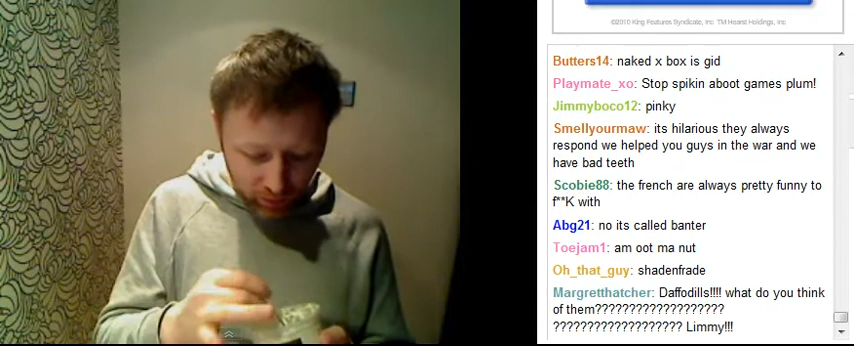 ©2010 King Features Syndicate, Inc TM Hearst Holdings, Inc.
Butters14: naked x box is gid
Playmate_xo: Stop spikin aboot games plum!
Jimmyboco12: pinky
Smellyourmaw: its hilarious they always
respond we helped you guys in the war and we
have bad teeth
Scobie88: the french are always pretty funny to
f**K with
Abg21: no its called banter
Toejam1: am oot ma nut
Oh_that_guy: shadenfrade
Margretthatcher: Daffodills!!!! what do you think
of them???????????????????
??????????????????? Limmy!!!